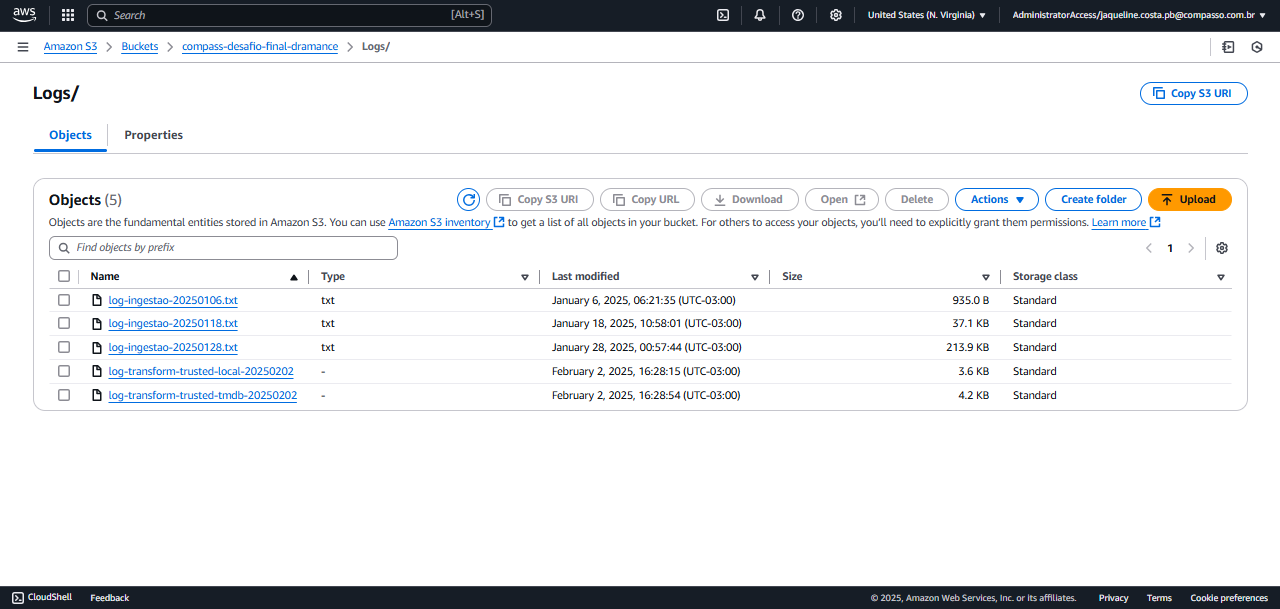 aws Search [Alt+S] United States (N. Virginia) AdministratorAccess/jaqueline.costa.pb@compasso.com.br
Amazon S3 Buckets compass-desafio-final-dramance Logs/
Logs/ Copy S3 URI
Objects Properties
Objects (5) Copy S3 URI Copy URL Download Open Delete Actions Create folder Upload
Objects are the fundamental entities stored in Amazon S3. You can use Amazon S3 inventory to get a list of all objects in your bucket. For others to access your objects, you'll need to explicitly grant them permissions. Learn more
Find objects by prefix 1
Name Type Last modified Size Storage class
log-ingestao-20250106.txt txt January 6, 2025, 06:21:35 (UTC-03:00) 935.0 B Standard
log-ingestao-20250118.txt txt January 18, 2025, 10:58:01 (UTC-03:00) 37.1 KB Standard
log-ingestao-20250128.txt txt January 28, 2025, 00:57:44 (UTC-03:00) 213.9 KB Standard
log-transform-trusted-local-20250202 - February 2, 2025, 16:28:15 (UTC-03:00) 3.6 KB Standard
log-transform-trusted-tmdb-20250202 - February 2, 2025, 16:28:54 (UTC-03:00) 4.2 KB Standard
CloudShell Feedback © 2025, Amazon Web Services, Inc. or its affiliates. Privacy Terms Cookie preferences